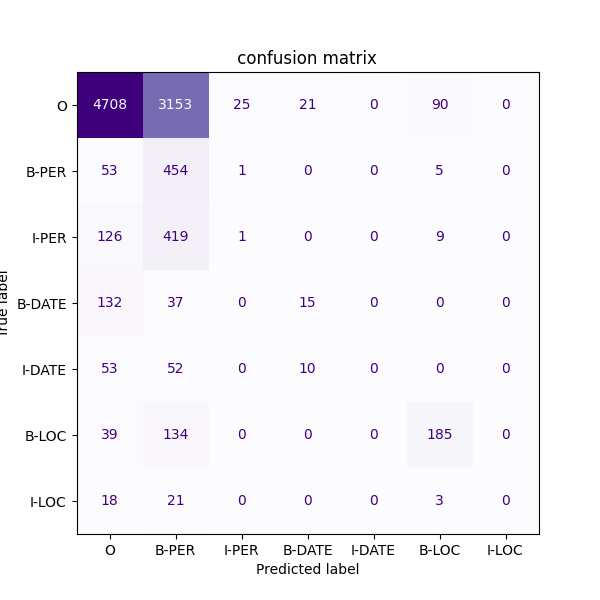 confusion matrix
O 4708 3153 25 21 0 90 0
B-PER 53 454 1 0 0 5 0
I-PER 126 419 1 0 0 9 0
B-DATE 132 37 0 15 0 0 0
I-DATE 53 52 0 10 0 0 0
B-LOC 39 134 0 0 0 185 0
I-LOC 18 21 0 0 0 3 0
O B-PER I-PER B-DATE I-DATE B-LOC I-LOC
Predicted label
True label